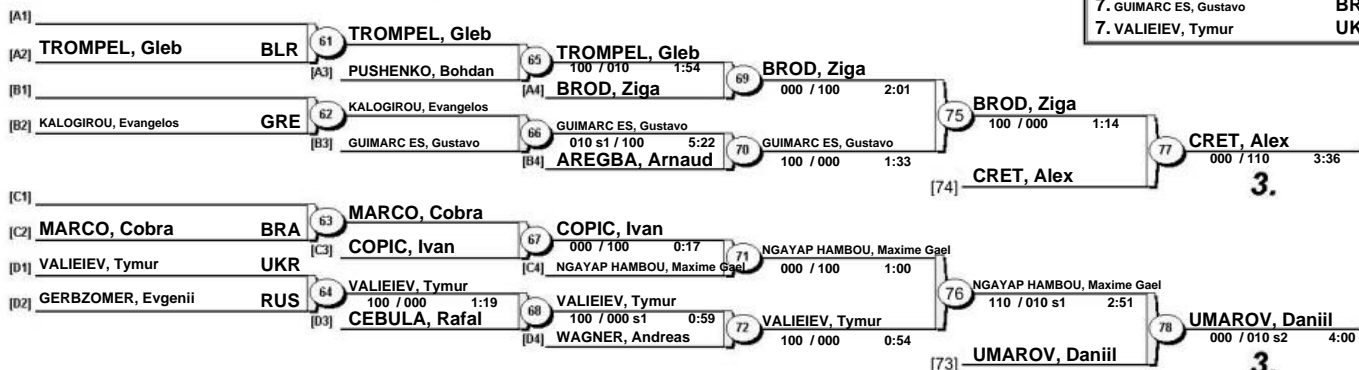 7. GUIMARC ES, Gustavo BR
7. VALIEIEV, Tymur UK
[A1]
[A2] TROMPEL, Gleb BLR
61
TROMPEL, Gleb
[A3] PUSHENKO, Bohdan
65
TROMPEL, Gleb
100 / 010 1:54
[A4] BROD, Ziga
69
BROD, Ziga
000 / 100 2:01
[B1]
[B2] KALOGIROU, Evangelos GRE
62
KALOGIROU, Evangelos
[B3] GUIMARC ES, Gustavo
66
GUIMARC ES, Gustavo
010 s1 / 100 5:22
[B4] AREGBA, Arnaud
70
GUIMARC ES, Gustavo
100 / 000 1:33
75
BROD, Ziga
100 / 000 1:14
[74] CRET, Alex
77
CRET, Alex
000 / 110 3:36
3.
[C1]
[C2] MARCO, Cobra BRA
63
MARCO, Cobra
[C3] COPIC, Ivan
67
COPIC, Ivan
000 / 100 0:17
[C4] NGAYAP HAMBOU, Maxime Gael
71
NGAYAP HAMBOU, Maxime Gael
000 / 100 1:00
[D1] VALIEIEV, Tymur UKR
[D2] GERBZOMER, Evgenii RUS
64
VALIEIEV, Tymur
100 / 000 1:19
[D3] CEBULA, Rafal
68
VALIEIEV, Tymur
100 / 000 s1 0:59
[D4] WAGNER, Andreas
72
VALIEIEV, Tymur
100 / 000 0:54
76
NGAYAP HAMBOU, Maxime Gael
110 / 010 s1 2:51
[73] UMAROV, Daniil
78
UMAROV, Daniil
000 / 010 s2 4:00
3.